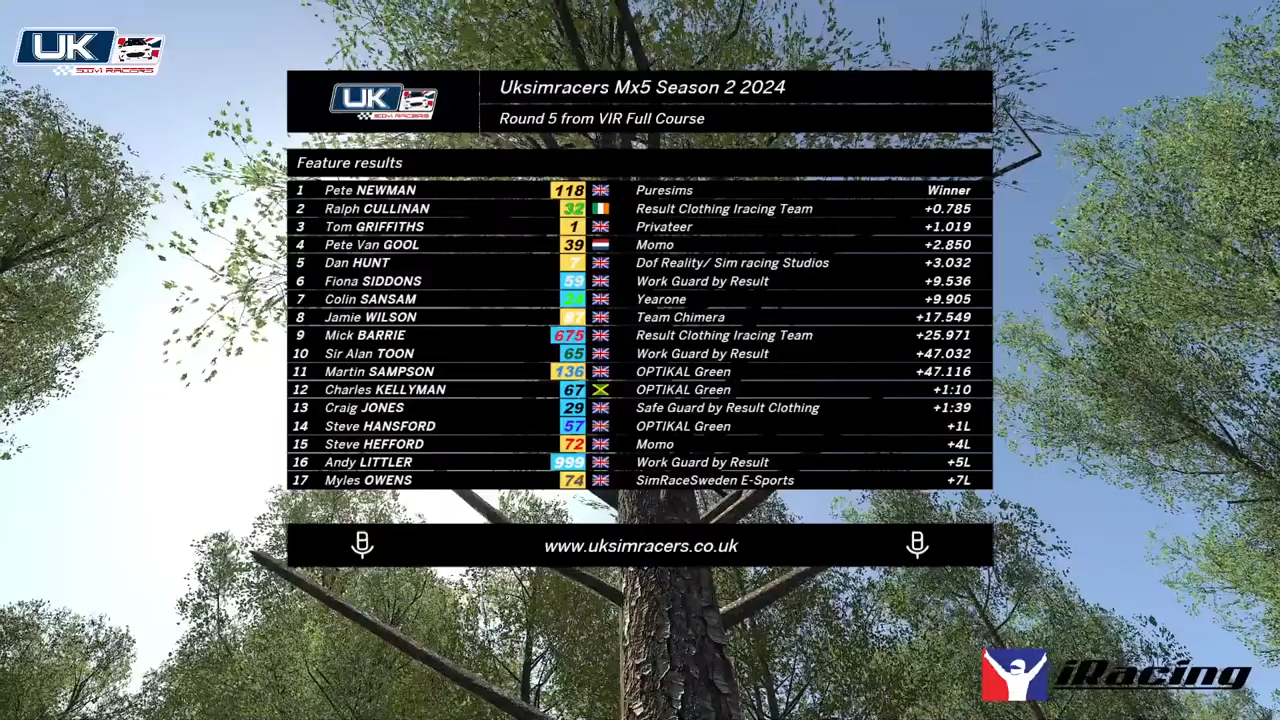 UK
SIM RACERS
UK
SIM RACERS
Uksimracers Mx5 Season 2 2024
Round 5 from VIR Full Course
Feature results
1 Pete NEWMAN 118 Puresims Winner
2 Ralph CULLINAN 32 Result Clothing Iracing Team +0.785
3 Tom GRIFFITHS 1 Privateer +1.019
4 Pete Van GOOL 39 Momo +2.850
5 Dan HUNT 7 Dof Reality/ Sim racing Studios +3.032
6 Fiona SIDDONS 59 Work Guard by Result +9.536
7 Colin SANSAM 24 Yearone +9.905
8 Jamie WILSON 87 Team Chimera +17.549
9 Mick BARRIE 675 Result Clothing Iracing Team +25.971
10 Sir Alan TOON 65 Work Guard by Result +47.032
11 Martin SAMPSON 136 OPTIKAL Green +47.116
12 Charles KELLYMAN 67 OPTIKAL Green +1:10
13 Craig JONES 29 Safe Guard by Result Clothing +1:39
14 Steve HANSFORD 57 OPTIKAL Green +1L
15 Steve HEFFORD 72 Momo +4L
16 Andy LITTLER 999 Work Guard by Result +5L
17 Myles OWENS 74 SimRaceSweden E-Sports +7L
www.uksimracers.co.uk
iRacing